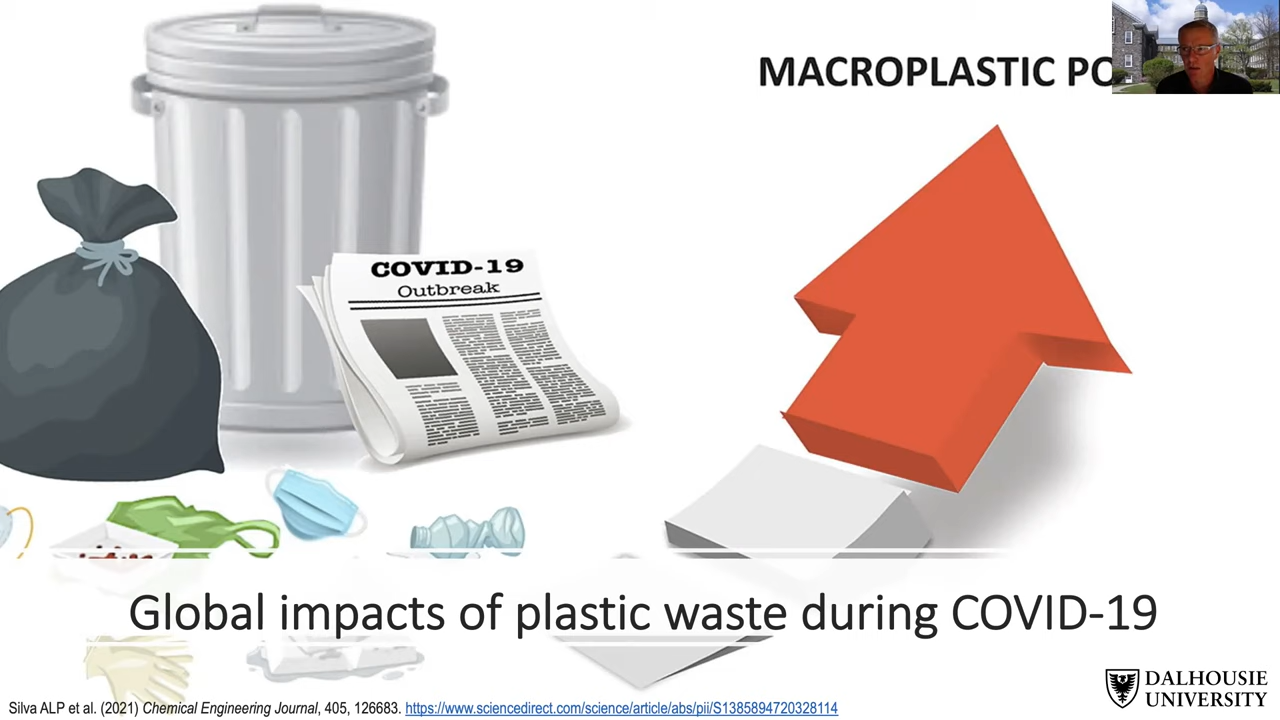 MACROPLASTIC PO
COVID-19
Outbreak
Global impacts of plastic waste during COVID-19
DALHOUSIE
UNIVERSITY
Silva ALP et al. (2021) Chemical Engineering Journal, 405, 126683. https://www.sciencedirect.com/science/article/abs/pii/S1385894720328114